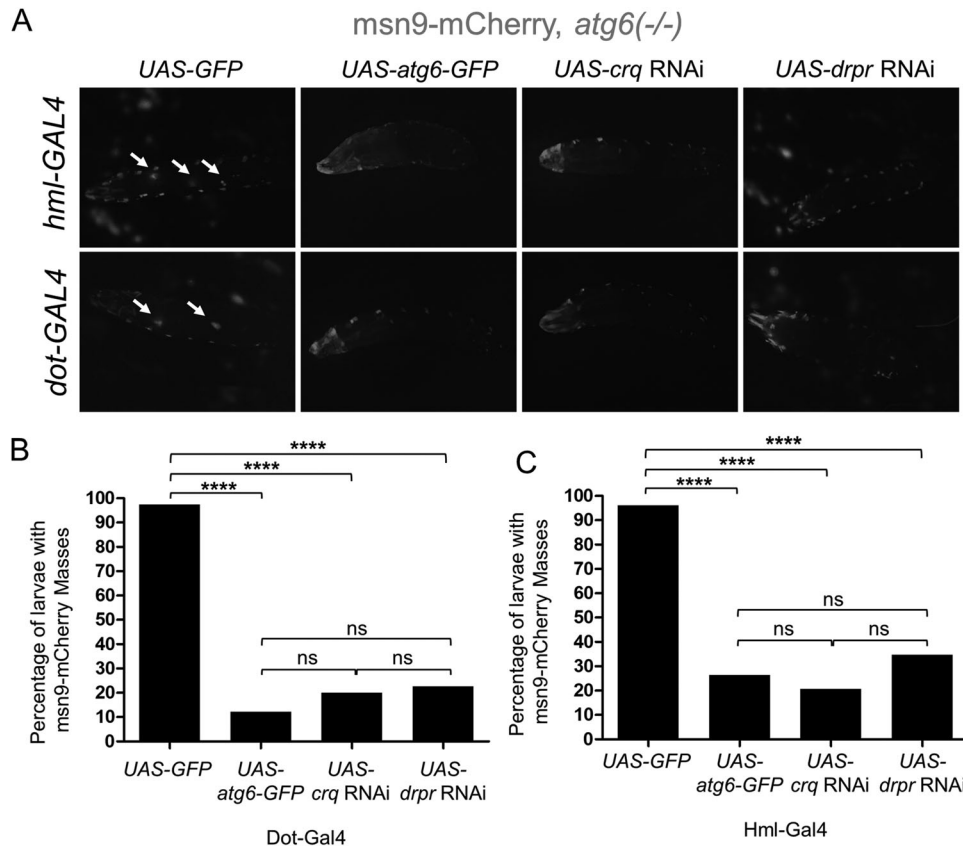 A
msn9-mCherry, atg6(-/-)
UAS-GFP UAS-atg6-GFP UAS-crq RNAi UAS-drpr RNAi
hml-GAL4
dot-GAL4
B
****
****
****
Percentage of larvae with
msn9-mCherry Masses
100
90
80
70
60
50
40
30
20
10
0
ns
ns ns
UAS-GFP UAS-atg6-GFP UAS-crq RNAi UAS-drpr RNAi
Dot-Gal4
C
****
****
****
Percentage of larvae with
msn9-mCherry Masses
100
90
80
70
60
50
40
30
20
10
0
ns
ns ns
UAS-GFP UAS-atg6-GFP UAS-crq RNAi UAS-drpr RNAi
Hml-Gal4